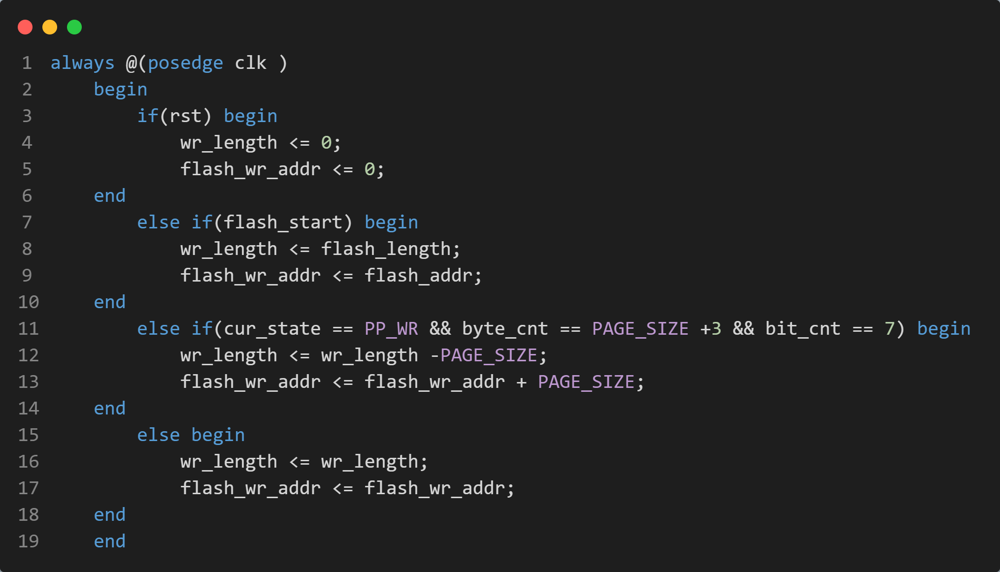 1 always @(posedge clk )
2     begin
3         if(rst) begin
4             wr_length <= 0;
5             flash_wr_addr <= 0;
6     end
7         else if(flash_start) begin
8             wr_length <= flash_length;
9             flash_wr_addr <= flash_addr;
10     end
11         else if(cur_state == PP_WR && byte_cnt == PAGE_SIZE +3 && bit_cnt == 7) begin
12             wr_length <= wr_length -PAGE_SIZE;
13             flash_wr_addr <= flash_wr_addr + PAGE_SIZE;
14     end
15         else begin
16             wr_length <= wr_length;
17             flash_wr_addr <= flash_wr_addr;
18     end
19     end